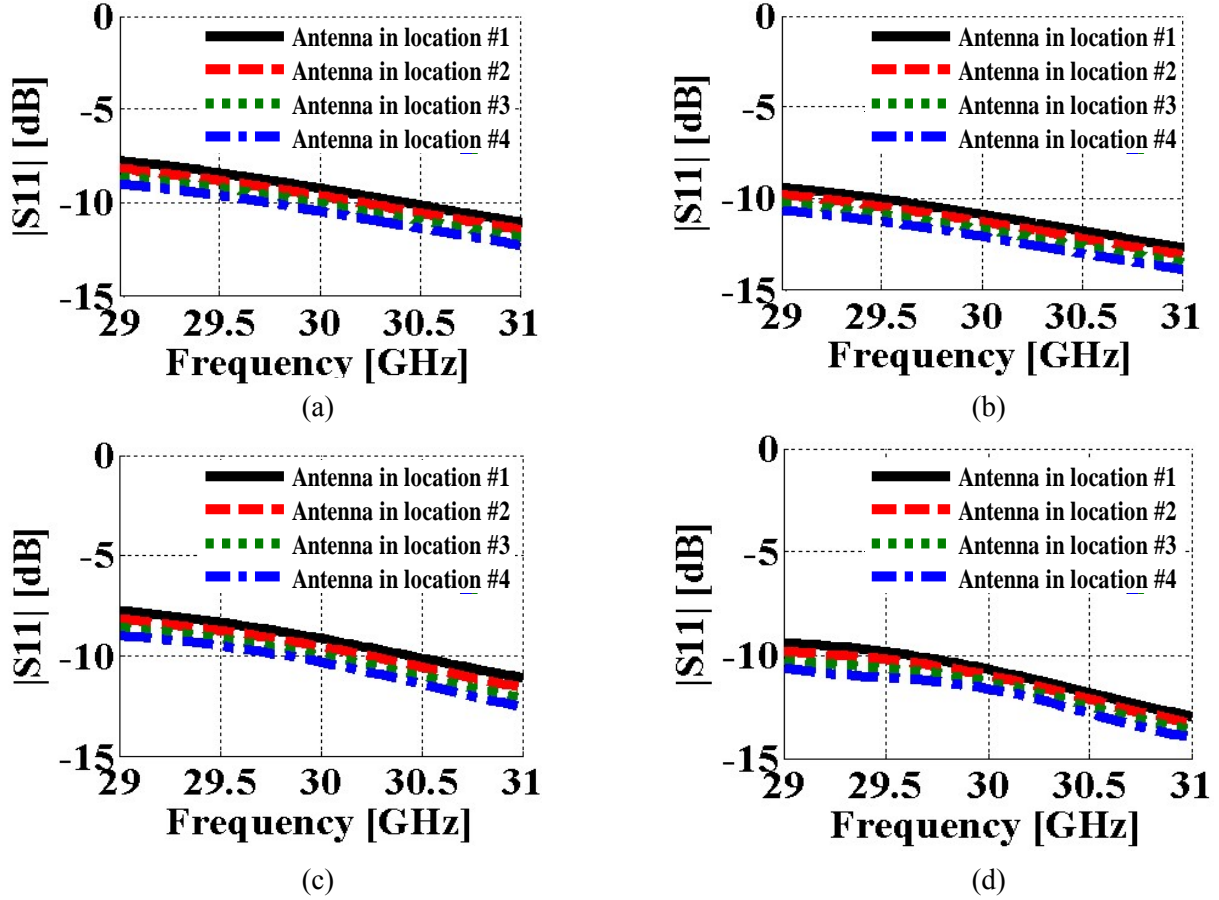 0
-5
-10
-15
|S11| [dB]
Antenna in location #1
Antenna in location #2
Antenna in location #3
Antenna in location #4
29 29.5 30 30.5 31
Frequency [GHz]
(a)
0
-5
-10
-15
|S11| [dB]
Antenna in location #1
Antenna in location #2
Antenna in location #3
Antenna in location #4
29 29.5 30 30.5 31
Frequency [GHz]
(b)
0
-5
-10
-15
|S11| [dB]
Antenna in location #1
Antenna in location #2
Antenna in location #3
Antenna in location #4
29 29.5 30 30.5 31
Frequency [GHz]
(c)
0
-5
-10
-15
|S11| [dB]
Antenna in location #1
Antenna in location #2
Antenna in location #3
Antenna in location #4
29 29.5 30 30.5 31
Frequency [GHz]
(d)